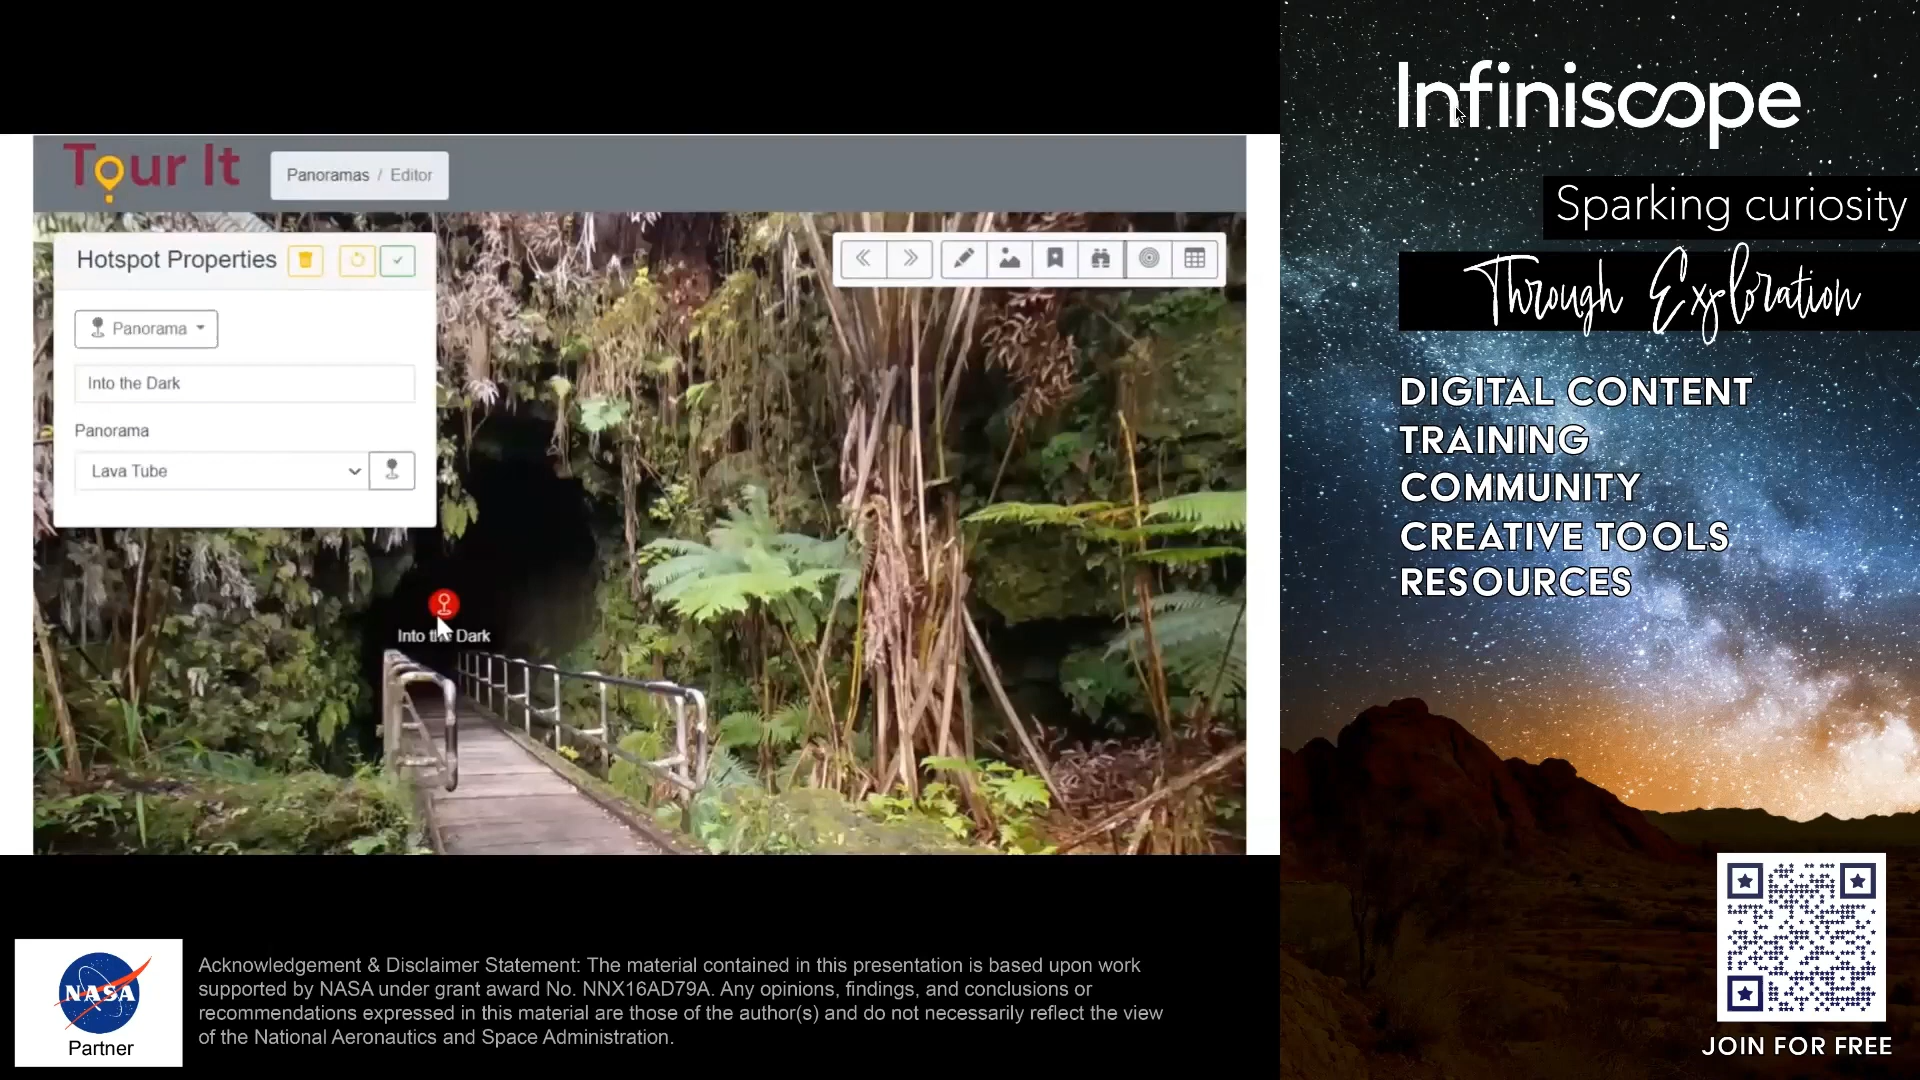 Tour It
Panoramas / Editor
Hotspot Properties
Panorama
Into the Dark
Panorama
Lava Tube
Into the Dark
NASA
Partner
Acknowledgement & Disclaimer Statement: The material contained in this presentation is based upon work
supported by NASA under grant award No. NNX16AD79A. Any opinions, findings, and conclusions or
recommendations expressed in this material are those of the author(s) and do not necessarily reflect the view
of the National Aeronautics and Space Administration.
Infiniscope
Sparking curiosity
Through Exploration
DIGITAL CONTENT
TRAINING
COMMUNITY
CREATIVE TOOLS
RESOURCES
JOIN FOR FREE